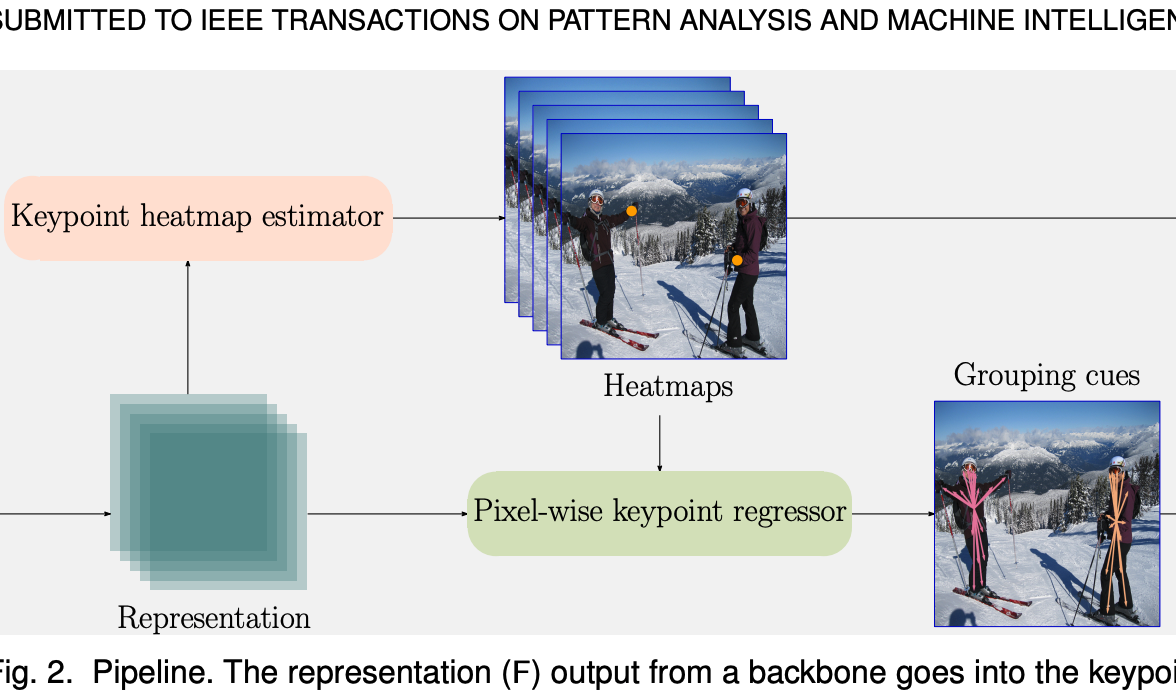 SUBMITTED TO IEEE TRANSACTIONS ON PATTERN ANALYSIS AND MACHINE INTELLIGEN
Keypoint heatmap estimator
Heatmaps
Grouping cues
Pixel-wise keypoint regressor
Representation
Fig. 2. Pipeline. The representation (F) output from a backbone goes into the keypoi